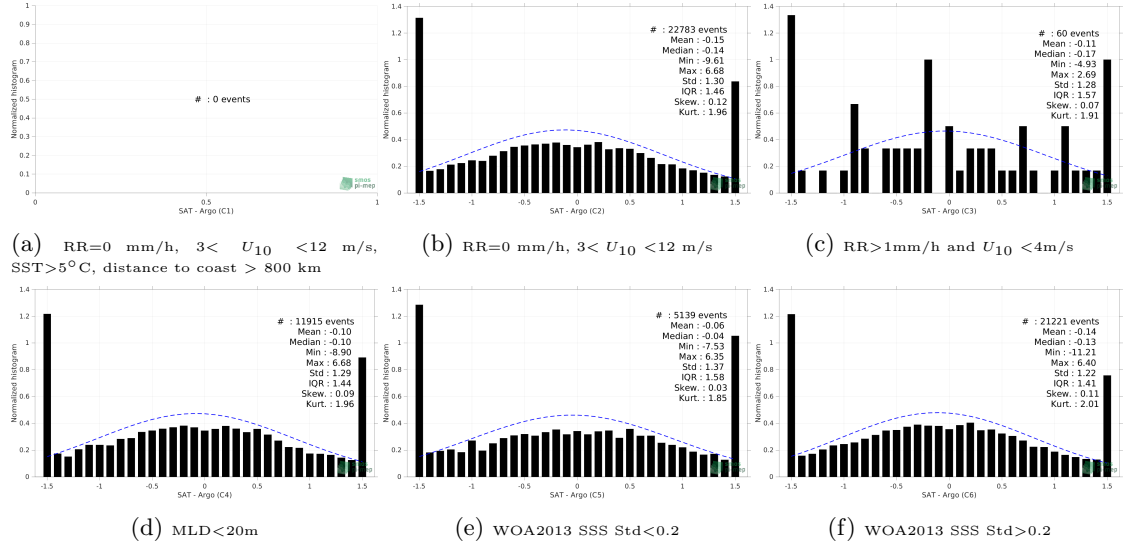 Normalized histogram
1
0.9
0.8
0.7
0.6
0.5
0.4
0.3
0.2
0.1
0
# : 0 events
smos
pi-mep
0 0.5 1
SAT - Argo (C1)
(a) RR=0 mm/h, 3< U10 <12 m/s,
SST>5°C, distance to coast > 800 km
Normalized histogram
1.4
1.2
1
0.8
0.6
0.4
0.2
0
# : 22783 events
Mean : -0.15
Median : -0.14
Min : -9.61
Max : 6.68
Std : 1.30
IQR : 1.46
Skew. : 0.12
Kurt. : 1.96
pi-mep
-1.5 -1 -0.5 0 0.5 1 1.5
SAT - Argo (C2)
(b) RR=0 mm/h, 3< U10 <12 m/s
Normalized histogram
1.4
1.2
1
0.8
0.6
0.4
0.2
0
# : 60 events
Mean : -0.11
Median : -0.17
Min : -4.93
Max : 2.69
Std : 1.28
IQR : 1.57
Skew. : 0.07
Kurt. : 1.91
pi-mep
-1.5 -1 -0.5 0 0.5 1 1.5
SAT - Argo (C3)
(c) RR>1mm/h and U10 <4m/s
Normalized histogram
1.4
1.2
1
0.8
0.6
0.4
0.2
0
# : 11915 events
Mean : -0.10
Median : -0.10
Min : -8.90
Max : 6.68
Std : 1.29
IQR : 1.44
Skew. : 0.09
Kurt. : 1.96
pi-mep
-1.5 -1 -0.5 0 0.5 1 1.5
SAT - Argo (C4)
(d) MLD<20m
Normalized histogram
1.4
1.2
1
0.8
0.6
0.4
0.2
0
# : 5139 events
Mean : -0.06
Median : -0.04
Min : -7.53
Max : 6.35
Std : 1.37
IQR : 1.58
Skew. : 0.03
Kurt. : 1.85
pi-mep
-1.5 -1 -0.5 0 0.5 1 1.5
SAT - Argo (C5)
(e) WOA2013 SSS Std<0.2
Normalized histogram
1.4
1.2
1
0.8
0.6
0.4
0.2
0
# : 21221 events
Mean : -0.14
Median : -0.13
Min : -11.21
Max : 6.40
Std : 1.22
IQR : 1.41
Skew. : 0.11
Kurt. : 2.01
pi-mep
-1.5 -1 -0.5 0 0.5 1 1.5
SAT - Argo (C6)
(f) WOA2013 SSS Std>0.2